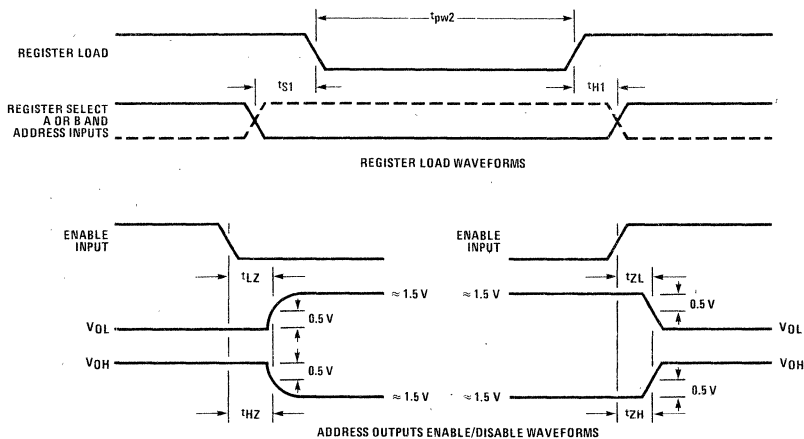 tpw2
REGISTER LOAD
tS1
tH1
REGISTER SELECT
A OR B AND
ADDRESS INPUTS
REGISTER LOAD WAVEFORMS
ENABLE
INPUT
ENABLE
INPUT
tLZ
tZL
≈ 1.5 V
≈ 1.5 V
0.5 V
0.5 V
VOL
VOL
VOH
VOH
0.5 V
0.5 V
≈ 1.5 V
≈ 1.5 V
tHZ
tZH
ADDRESS OUTPUTS ENABLE/DISABLE WAVEFORMS